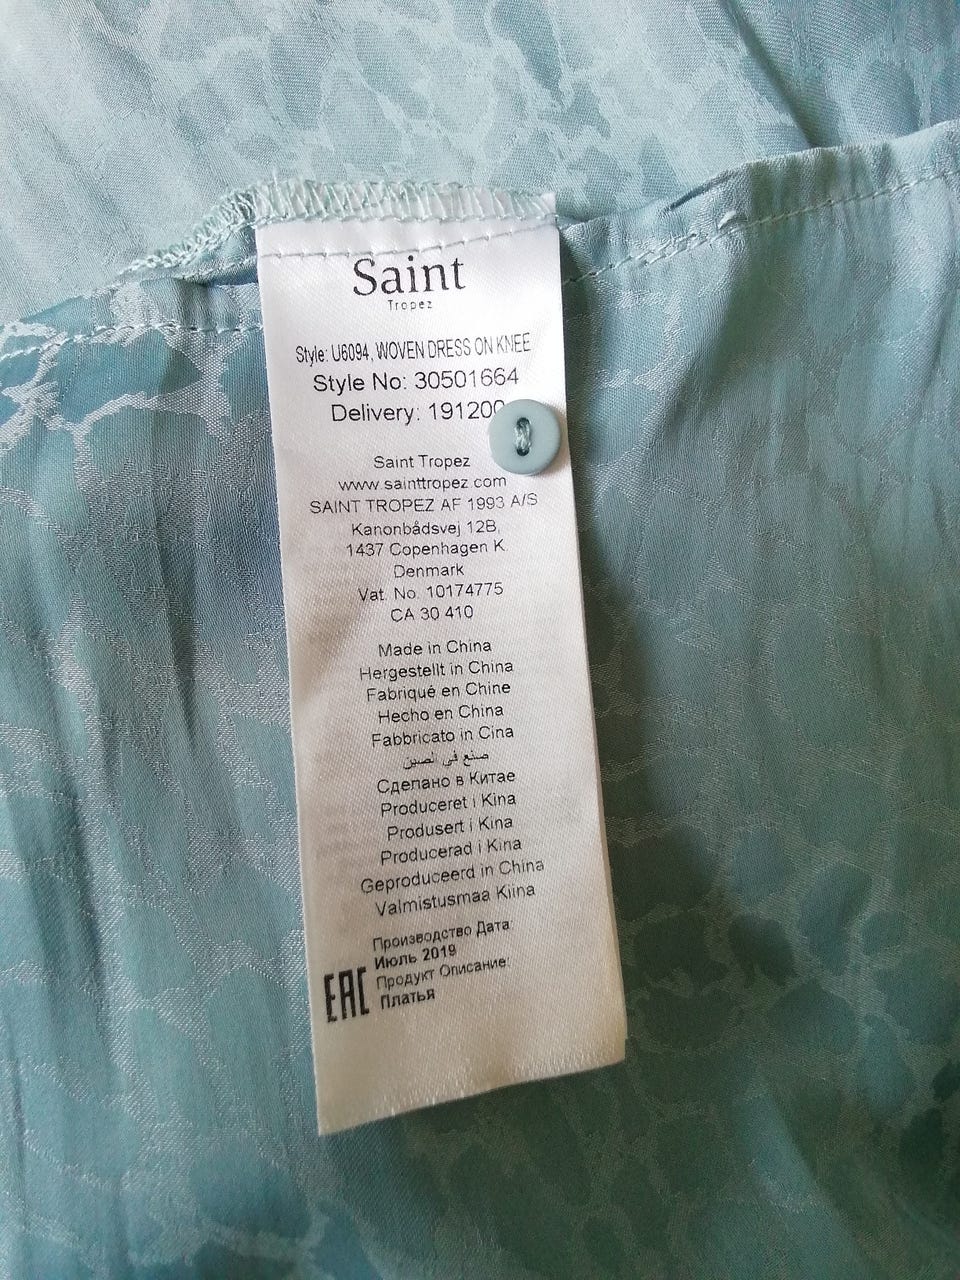 Saint
Tropez
Style: U6094, WOVEN DRESS ON KNEE
Style No: 30501664
Delivery: 191200
Saint Tropez
www.sainttropez.com
SAINT TROPEZ AF 1993 A/S
Kanonbådsvej 12B,
1437 Copenhagen K.
Denmark
Vat. No. 10174775
CA 30 410
Made in China
Hergestellt in China
Fabriqué en Chine
Hecho en China
Fabbricato in Cina
صنع في الصين
Сделано в Китае
Produceret i Kina
Produsert i Kina
Producerad i Kina
Geproduceerd in China
Valmistusmaa Kiina
Производство Дата:
Июль 2019
Продукт Описание:
Платья
EAC